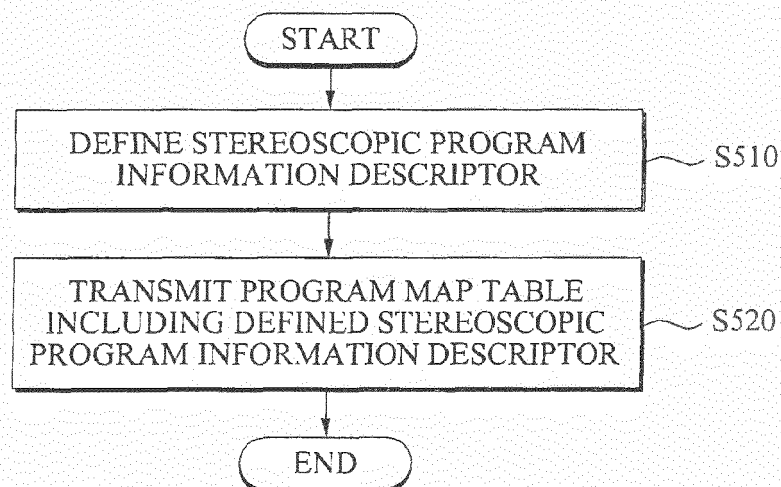 START
DEFINE STEREOSCOPIC PROGRAM
INFORMATION DESCRIPTOR
S510
TRANSMIT PROGRAM MAP TABLE
INCLUDING DEFINED STEREOSCOPIC
PROGRAM INFORMATION DESCRIPTOR
S520
END